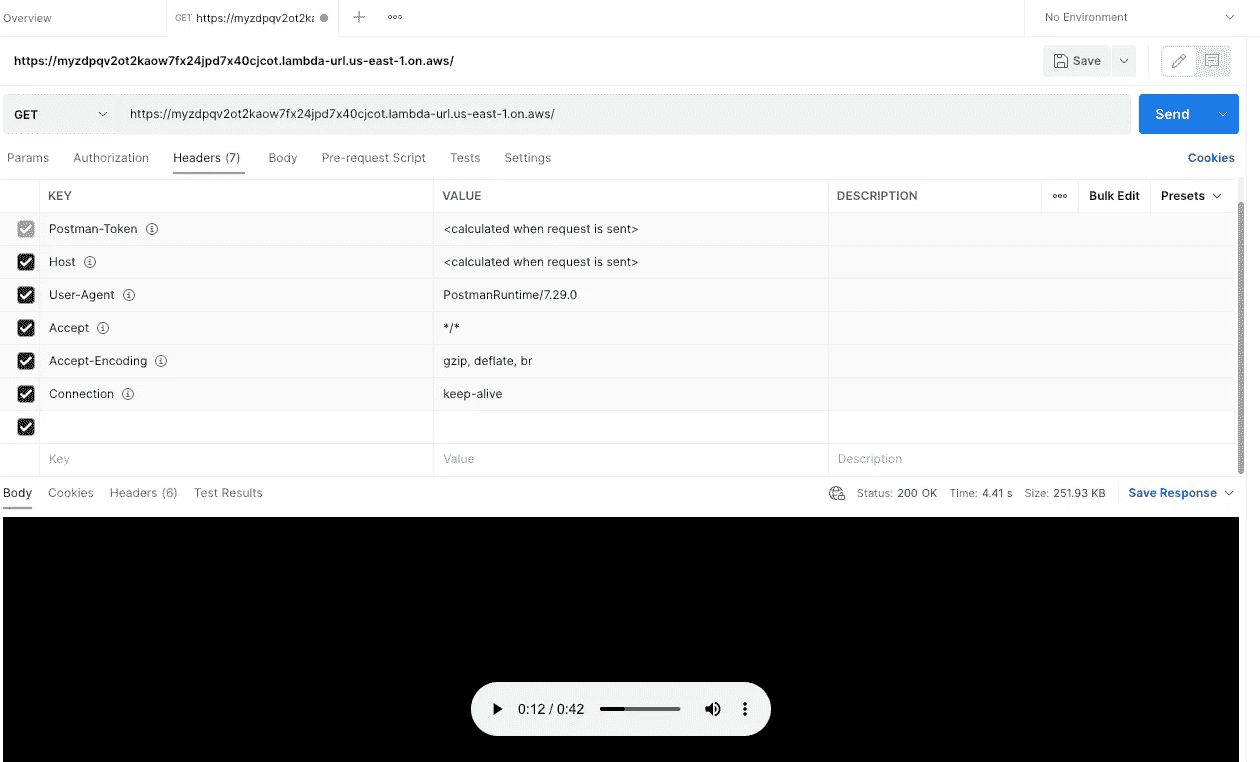 Overview
GET https://myzdpqv2ot2ka
No Environment
https://myzdpqv2ot2kaow7fx24jpd7x40cjcot.lambda-url.us-east-1.on.aws/
Save
GET
https://myzdpqv2ot2kaow7fx24jpd7x40cjcot.lambda-url.us-east-1.on.aws/
Send
Params Authorization Headers (7) Body Pre-request Script Tests Settings Cookies
KEY VALUE DESCRIPTION Bulk Edit Presets
Postman-Token <calculated when request is sent>
Host <calculated when request is sent>
User-Agent PostmanRuntime/7.29.0
Accept */*
Accept-Encoding gzip, deflate, br
Connection keep-alive
Key Value Description
Body Cookies Headers (6) Test Results Status: 200 OK Time: 4.41 s Size: 251.93 KB Save Response
0:12 / 0:42